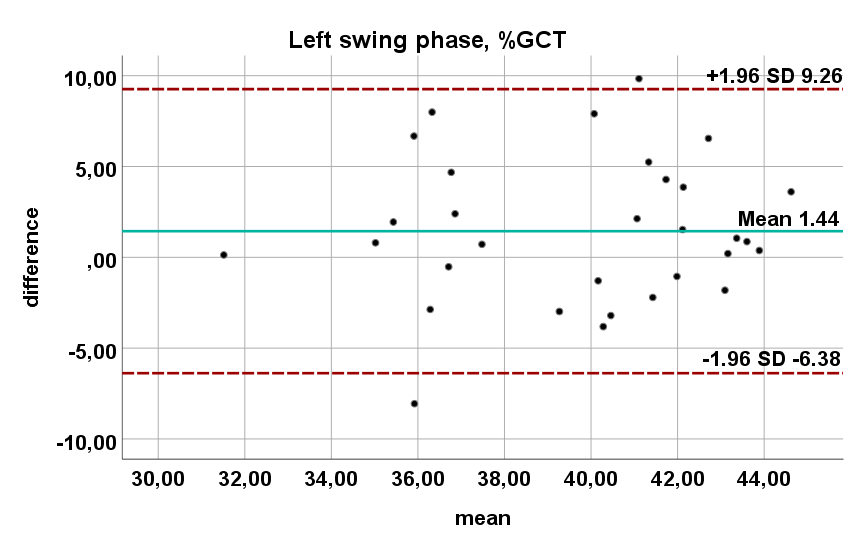 Left swing phase, %GCT
10,00
+1.96 SD 9.26
5,00
Mean 1.44
,00
difference
-5,00
-1.96 SD -6.38
-10,00
30,00 32,00 34,00 36,00 38,00 40,00 42,00 44,00
mean